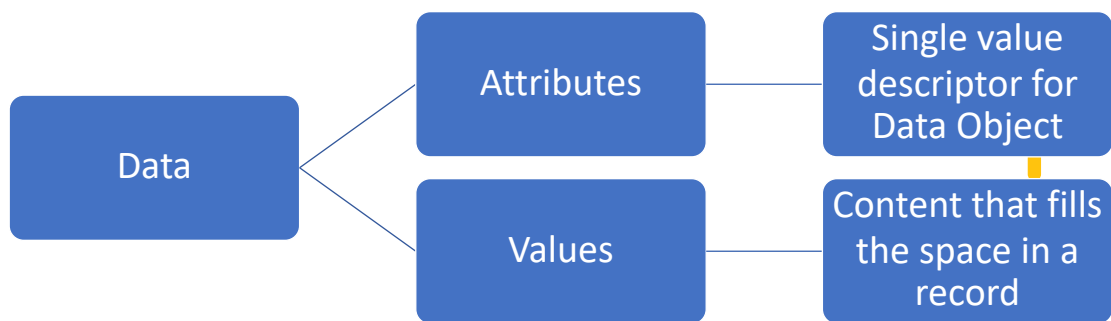 Data
Attributes
Single value
descriptor for
Data Object
Values
Content that fills
the space in a
record